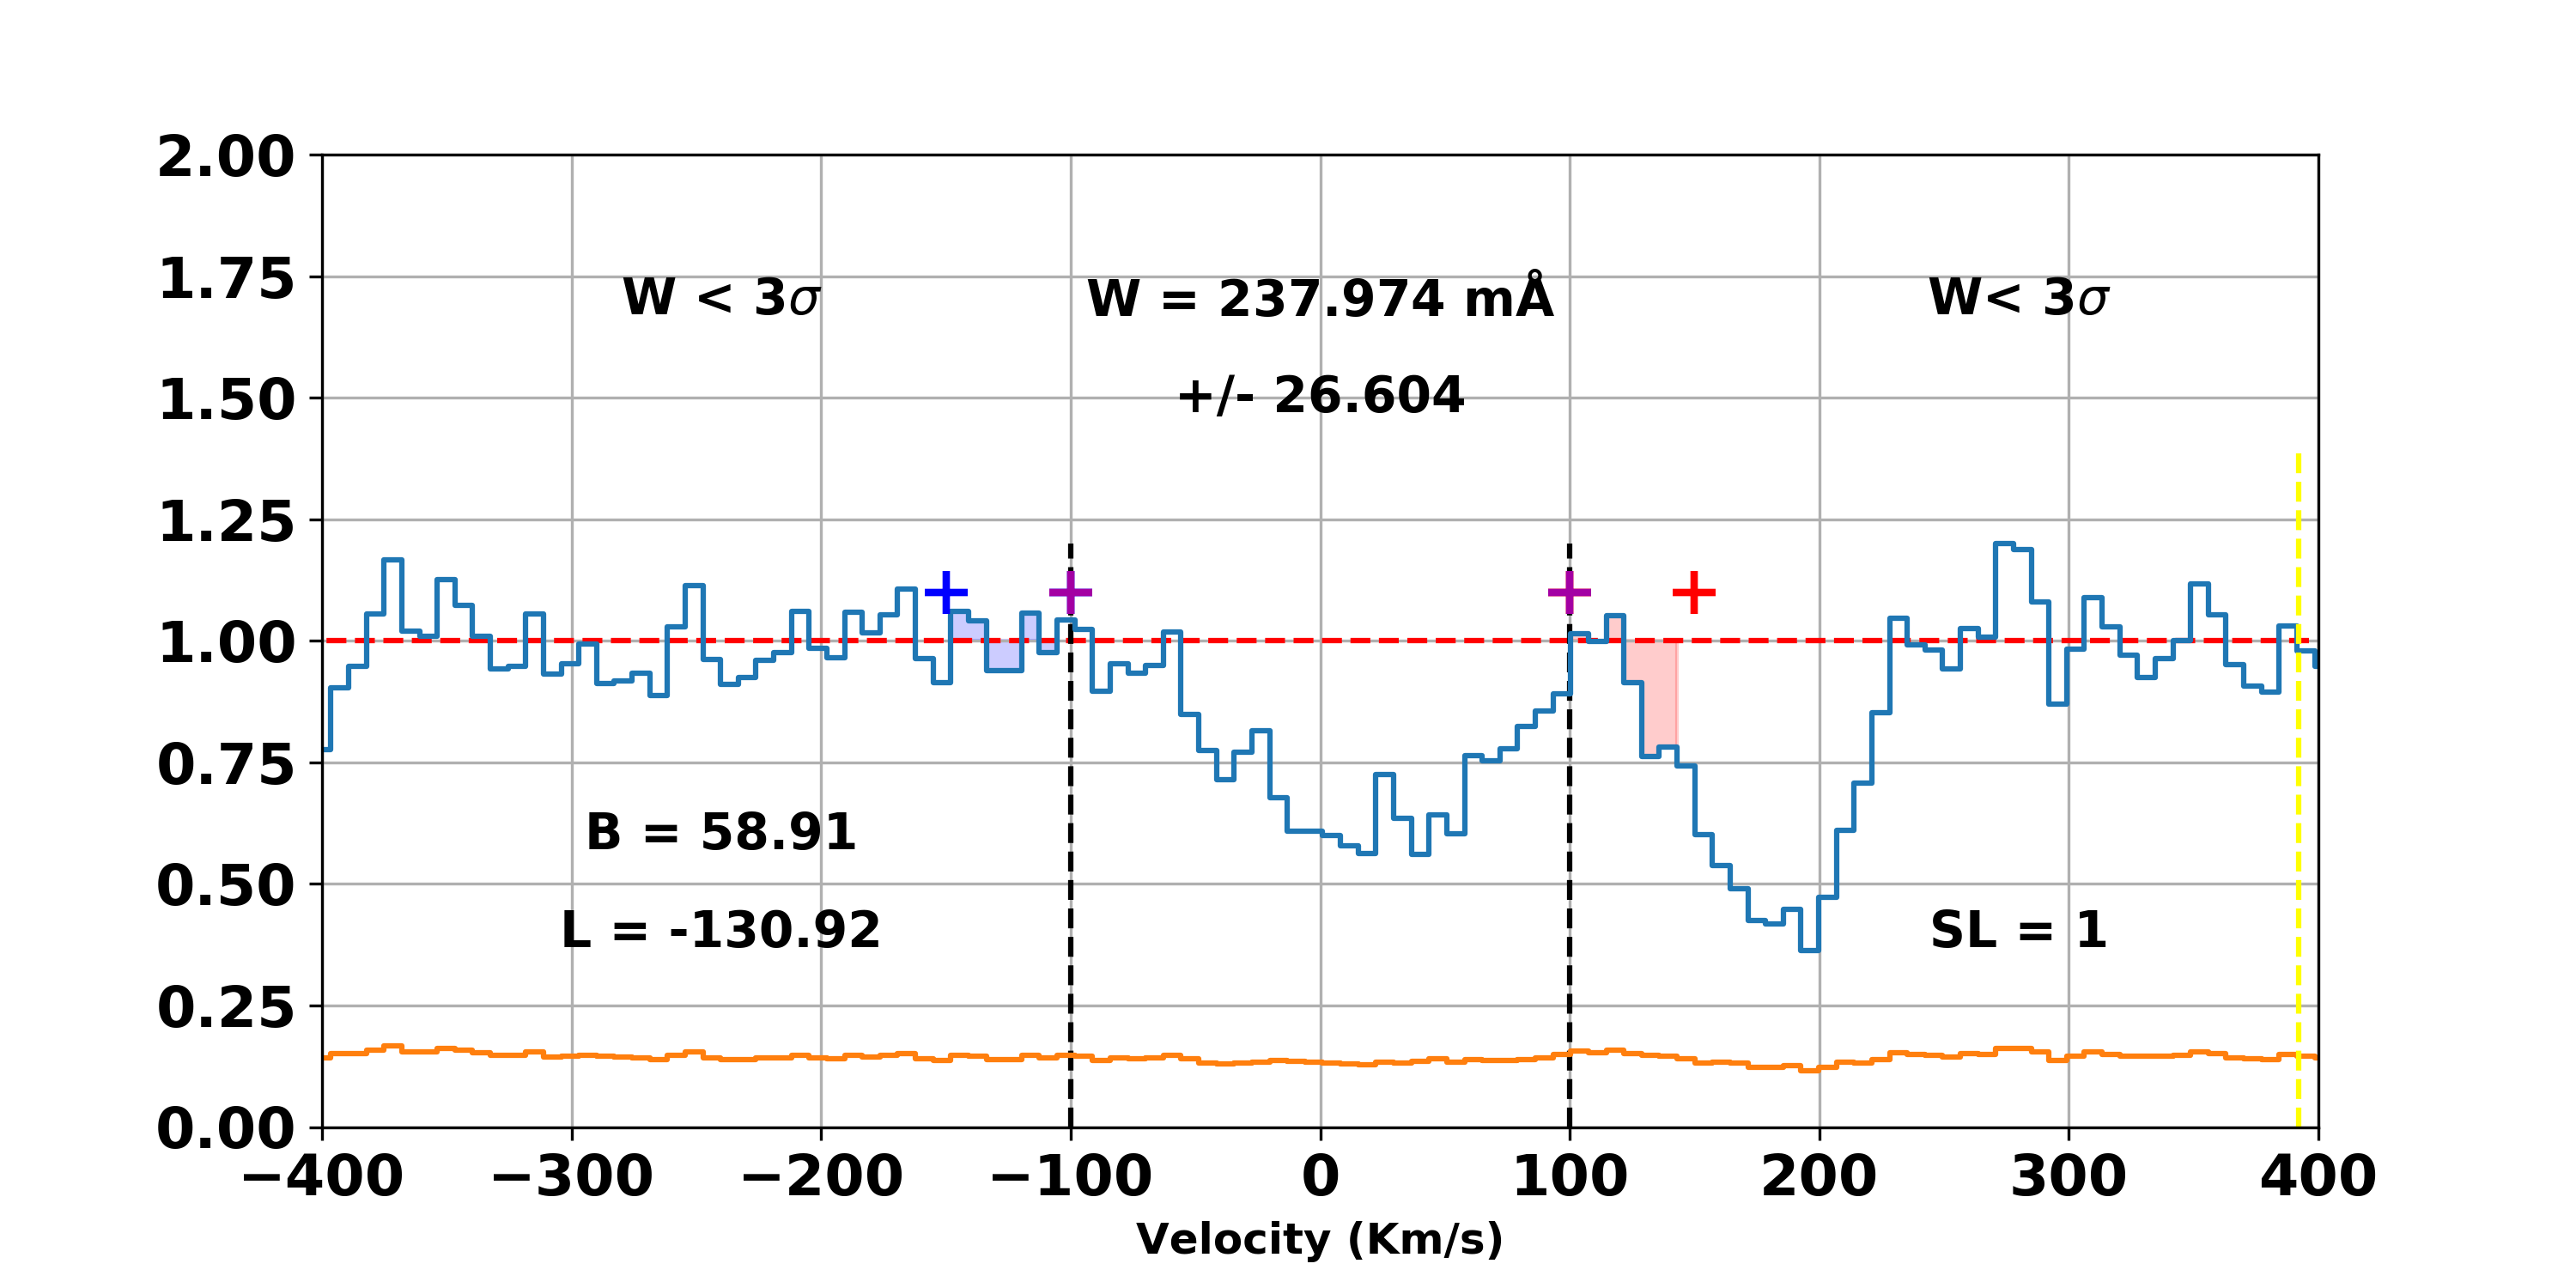 2.00
1.75
W < 3σ
W = 237.974 mÅ
W< 3σ
1.50
+/- 26.604
1.25
1.00
0.75
B = 58.91
0.50
L = -130.92
SL = 1
0.25
0.00
−400 −300 −200 −100 0 100 200 300 400
Velocity (Km/s)